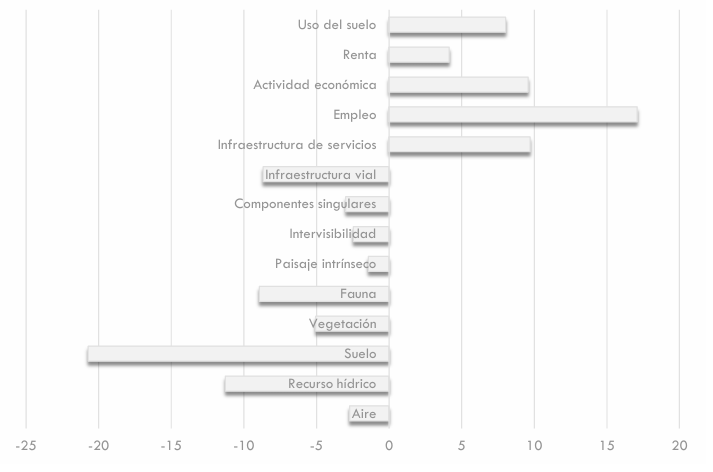 Uso del suelo
Renta
Actividad económica
Empleo
Infraestructura de servicios
Infraestructura vial
Componentes singulares
Intervisibilidad
Paisaje intrínseco
Fauna
Vegetación
Suelo
Recurso hídrico
Aire
-25 -20 -15 -10 -5 0 5 10 15 20